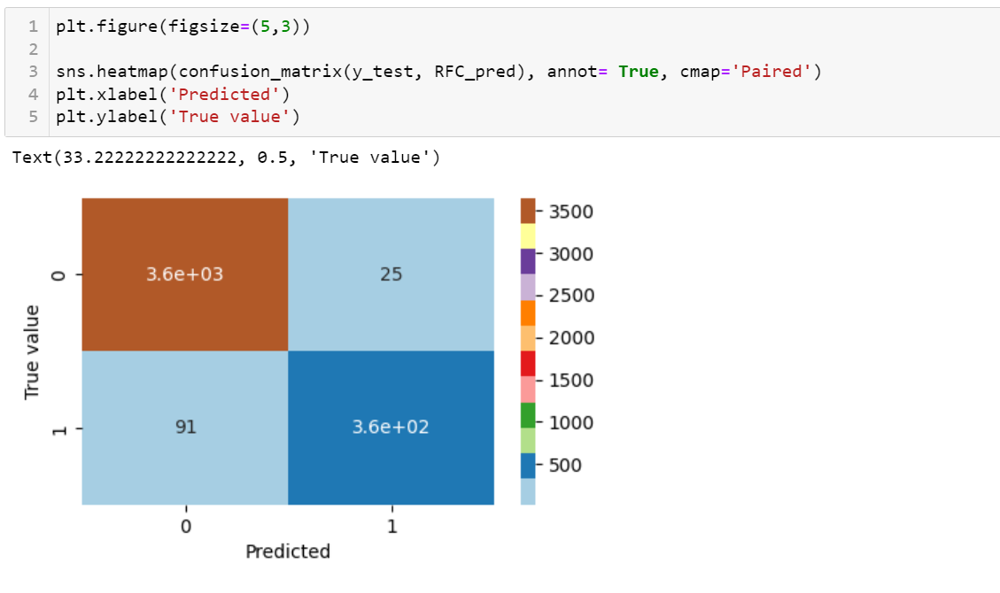 1 plt.figure(figsize=(5,3))
2
3 sns.heatmap(confusion_matrix(y_test, RFC_pred), annot= True, cmap='Paired')
4 plt.xlabel('Predicted')
5 plt.ylabel('True value')
Text(33.22222222222222, 0.5, 'True value')
3500
3000
2500
2000
1500
1000
500
0
3.6e+03
25
True value
1
91
3.6e+02
0
1
Predicted